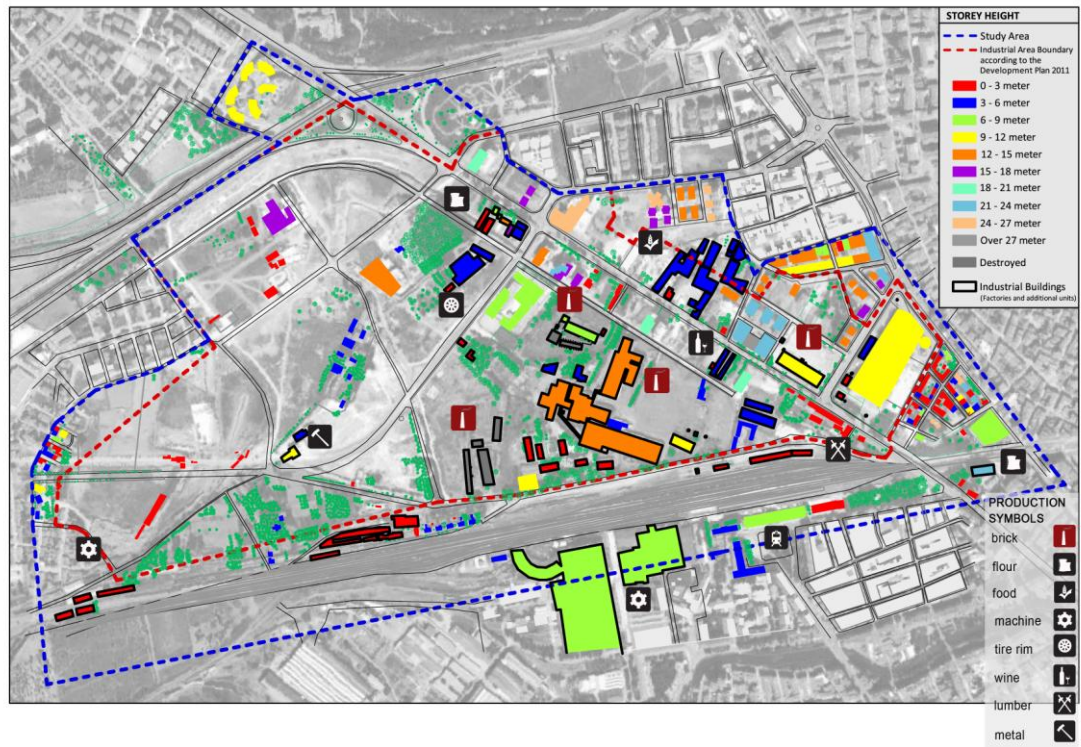 STOREY HEIGHT
Study Area
Industrial Area Boundary
according to the
Development Plan 2011
0 - 3 meter
3 - 6 meter
6 - 9 meter
9 - 12 meter
12 - 15 meter
15 - 18 meter
18 - 21 meter
21 - 24 meter
24 - 27 meter
Over 27 meter
Destroyed
Industrial Buildings
(Factories and additional units)
PRODUCTION
SYMBOLS
brick
flour
food
machine
tire rim
wine
lumber
metal